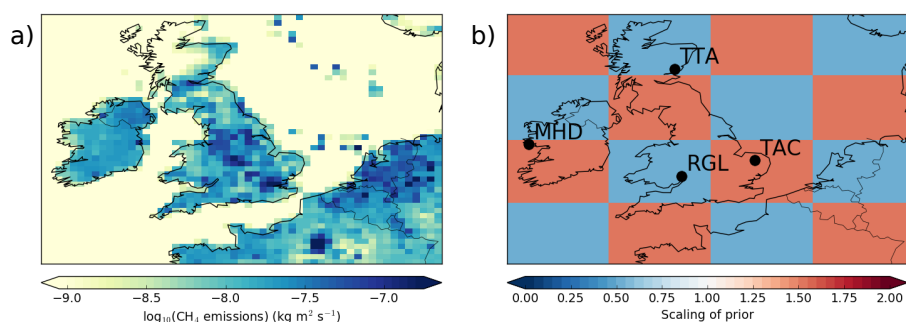 a)
−9.0 −8.5 −8.0 −7.5 −7.0
log₁₀(CH₄ emissions) (kg m² s⁻¹)
b)
TTA
MHD
TAC
RGL
0.00 0.25 0.50 0.75 1.00 1.25 1.50 1.75 2.00
Scaling of prior